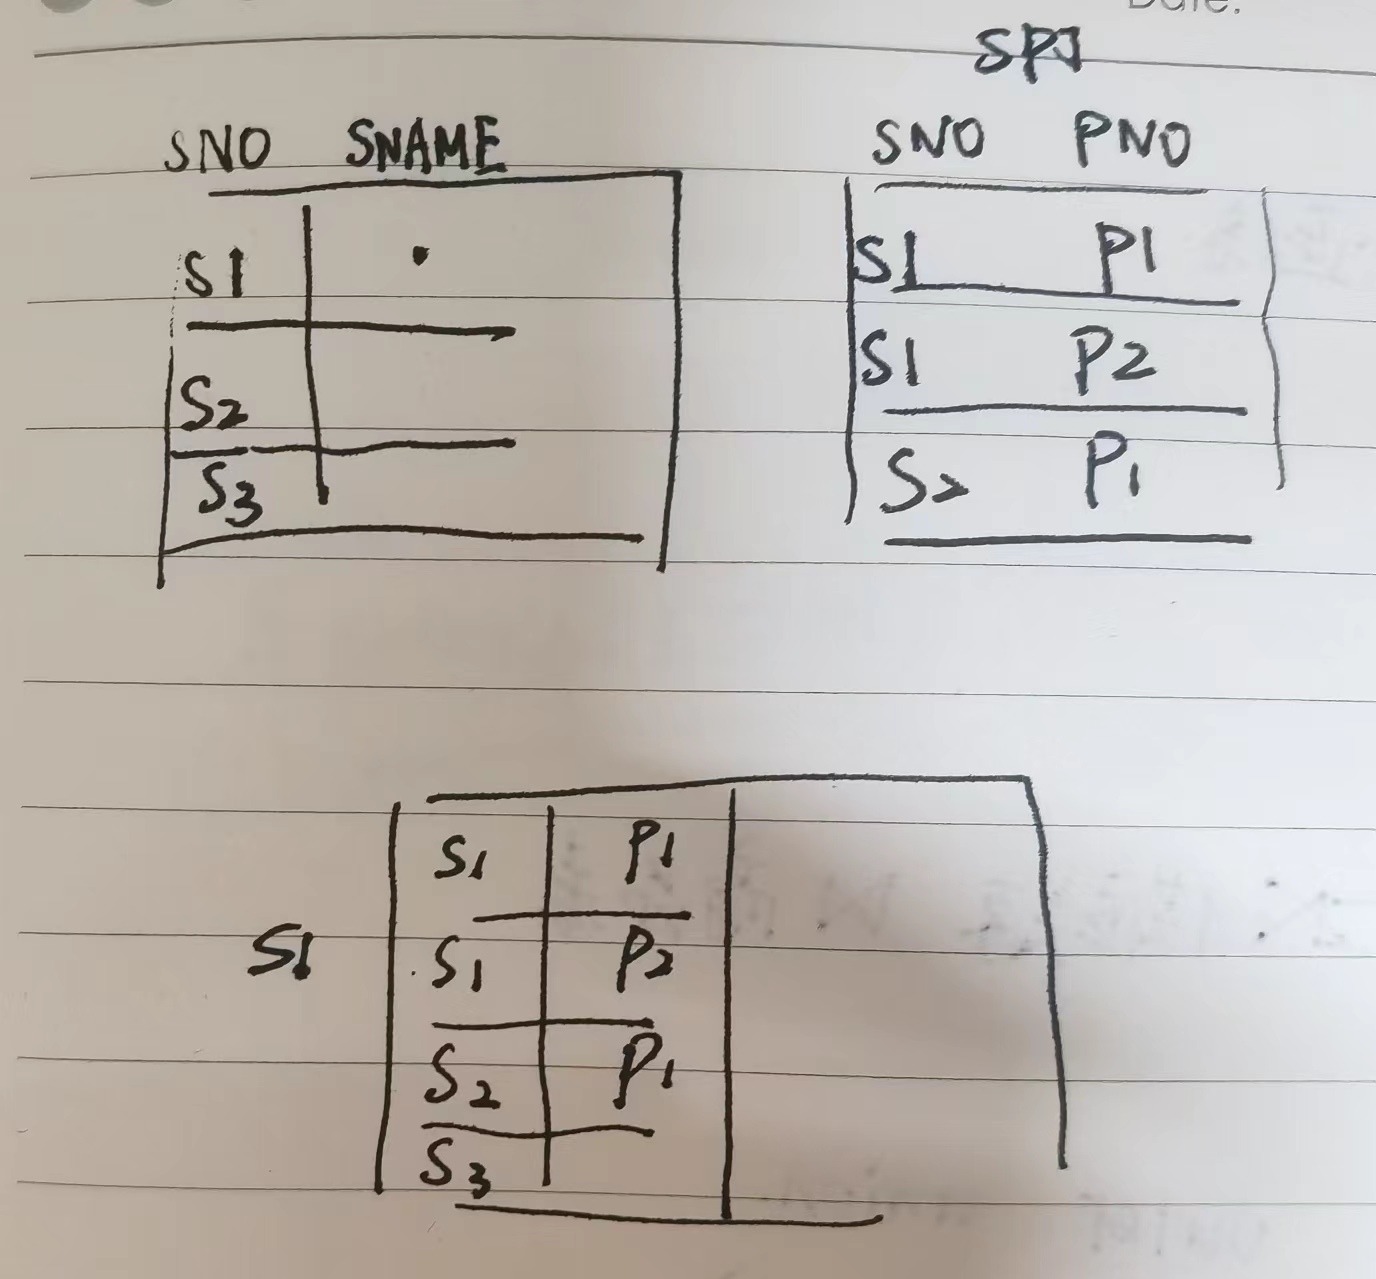 Date:
SPJ
SNO SNAME
S1
S2
S3
SNO PNO
S1 P1
S1 P2
S2 P1
S1
S1 P1
S1 P2
S2 P1
S3